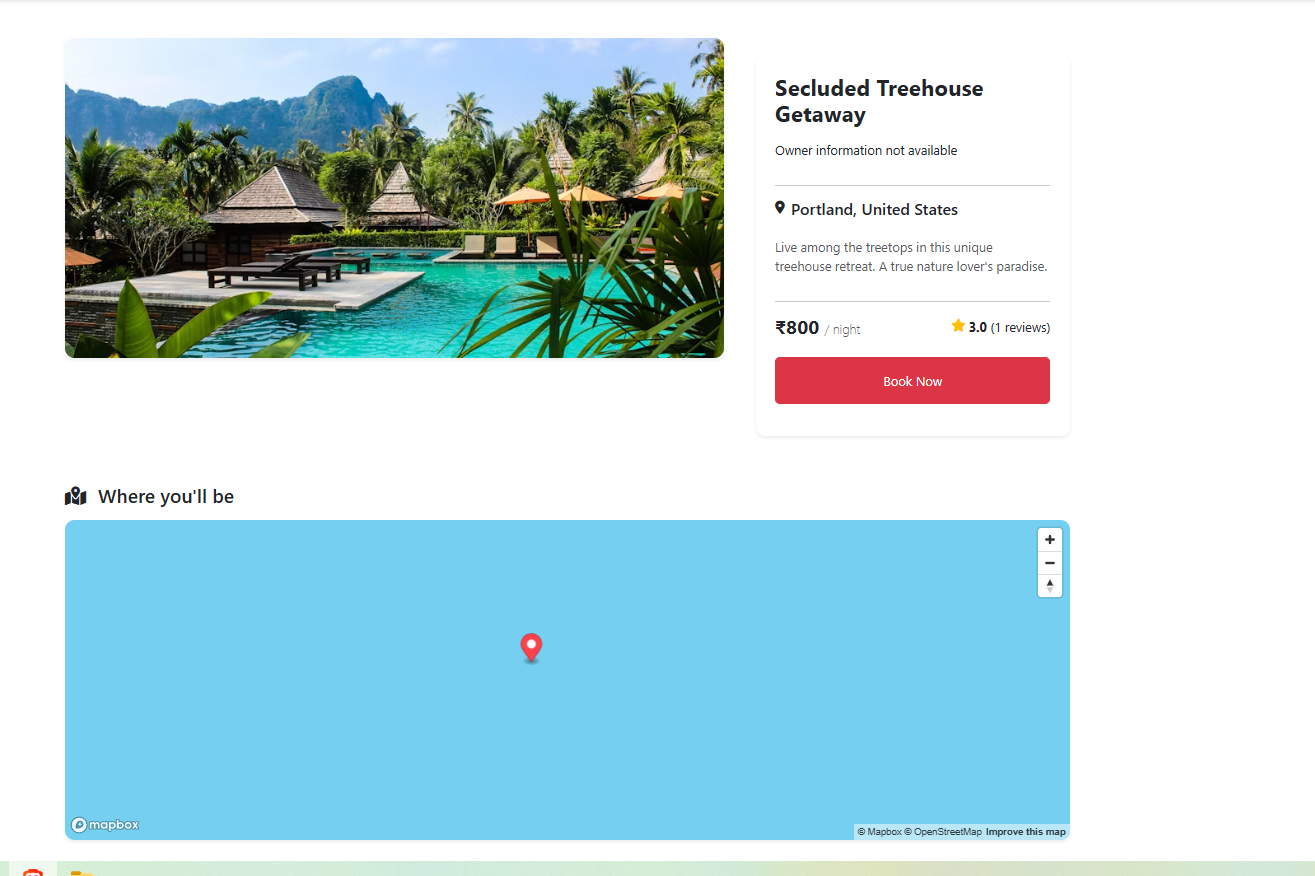 Secluded Treehouse
Getaway
Owner information not available
Portland, United States
Live among the treetops in this unique
treehouse retreat. A true nature lover's paradise.
₹800 / night
3.0 (1 reviews)
Book Now
Where you'll be
mapbox
© Mapbox © OpenStreetMap Improve this map